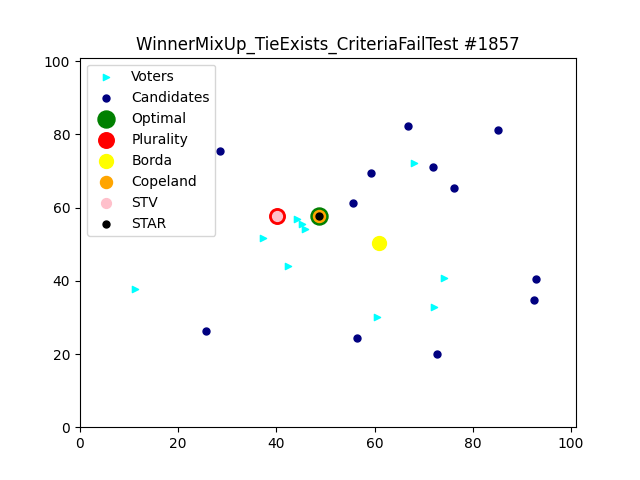 WinnerMixUp_TieExists_CriteriaFailTest #1857
100
80
60
40
20
0
Voters
Candidates
Optimal
Plurality
Borda
Copeland
STV
STAR
0 20 40 60 80 100